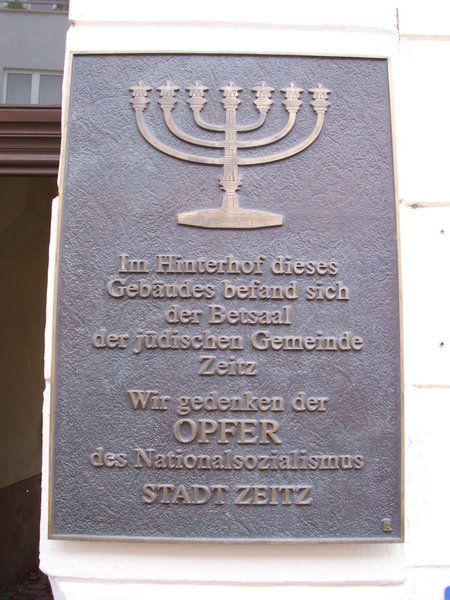 Im Hinterhof dieses
Gebäudes befand sich
der Betsaal
der jüdischen Gemeinde
Zeitz
Wir gedenken der
OPFER
des Nationalsozialismus
STADT ZEITZ